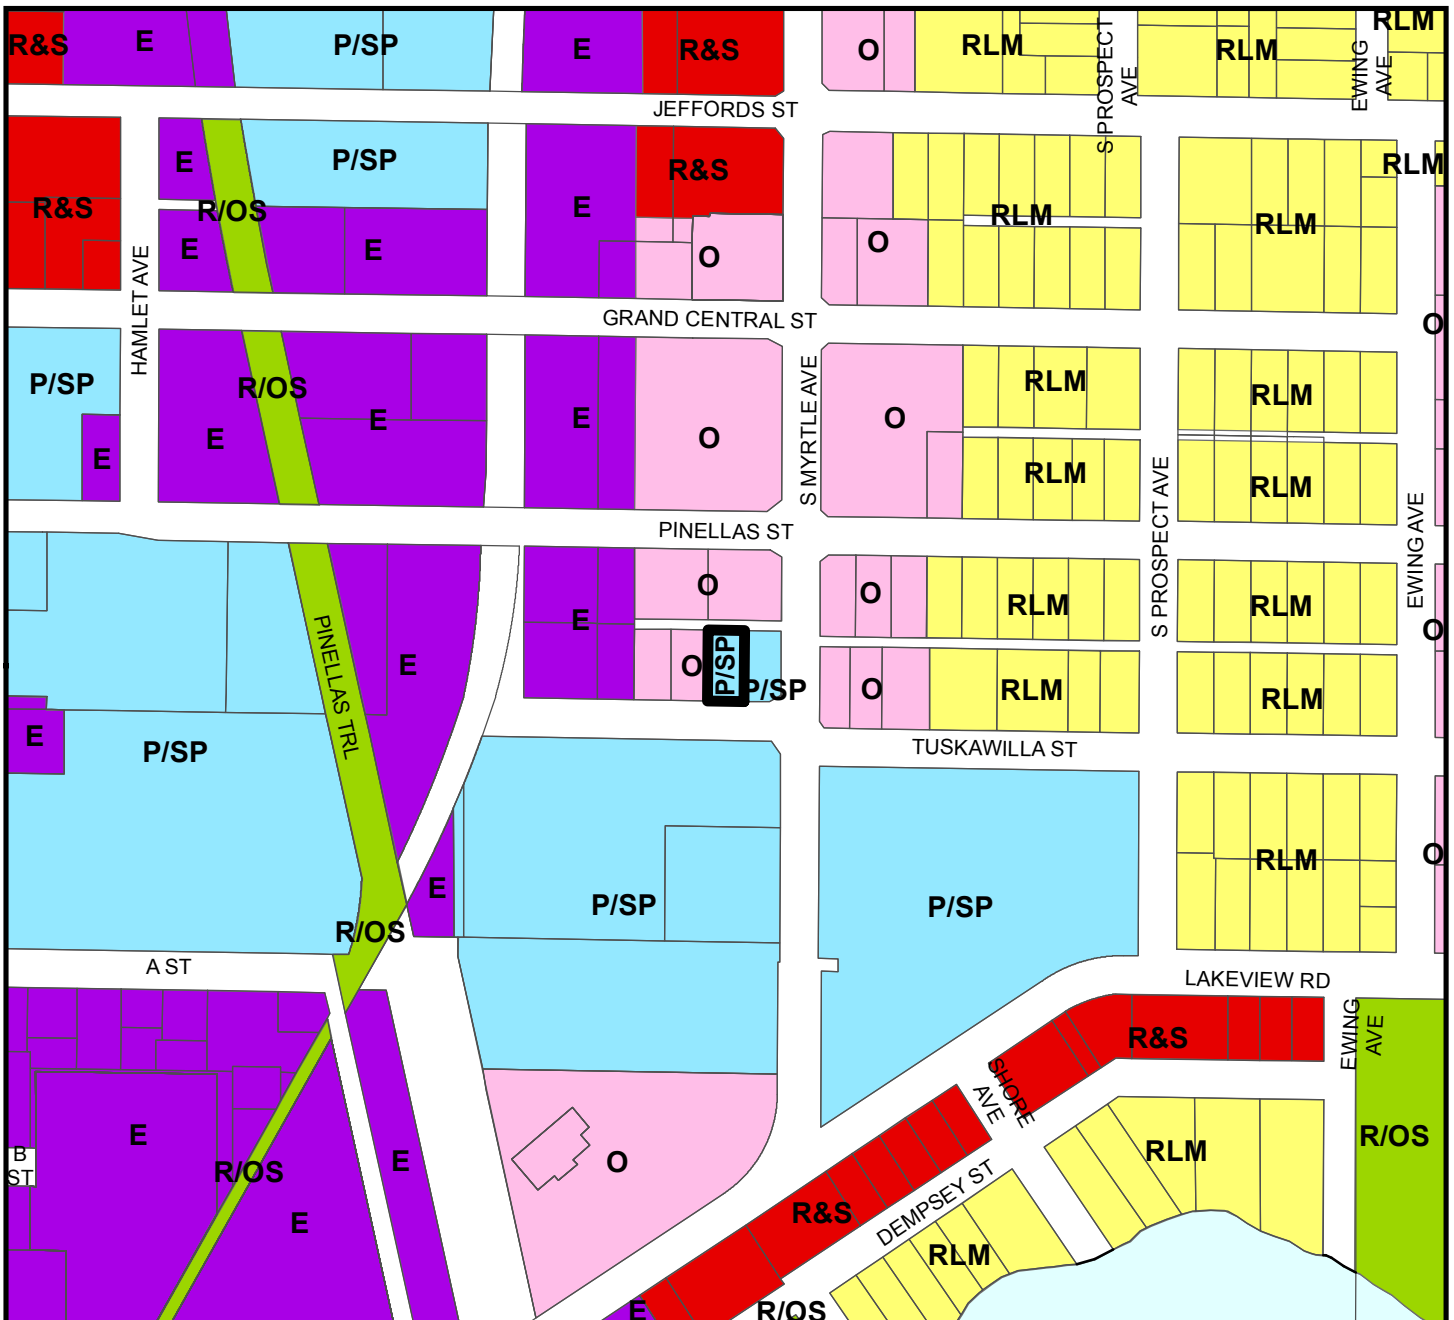 R&S
E
P/SP
E
R&S
O
RLM
S PROSPECT
AVE
RLM
EWING
AVE
RLM
JEFFORDS ST
R&S
E
P/SP
R/OS
E
E
E
R&S
O
O
RLM
RLM
RLM
HAMLET AVE
GRAND CENTRAL ST
O
P/SP
E
R/OS
E
E
E
O
S MYRTLE AVE
O
RLM
RLM
RLM
RLM
S PROSPECT AVE
EWING AVE
PINELLAS ST
PINELLAS TRL
E
E
O
O
P/SP
P/SP
O
RLM
RLM
O
O
RLM
RLM
E
P/SP
TUSKAWILLA ST
E
P/SP
P/SP
RLM
O
R/OS
A ST
LAKEVIEW RD
EWING
AVE
R&S
SHORE
AVE
B
ST
E
R/OS
E
E
O
R&S
DEMPSEY ST
RLM
RLM
R/OS
E
R/OS